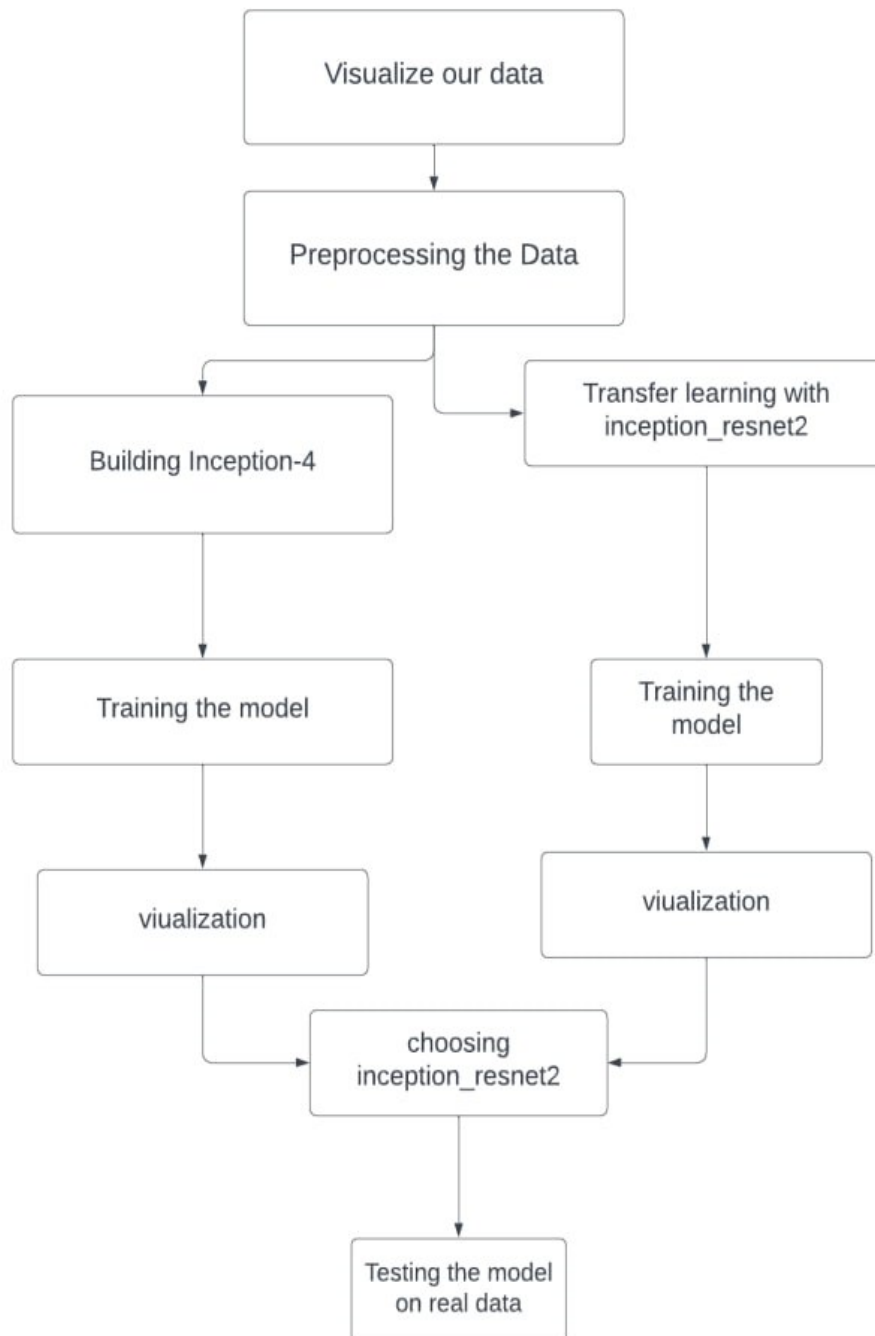 Visualize our data
Preprocessing the Data
Transfer learning with
inception_resnet2
Building Inception-4
Training the model
Training the
model
viualization
viualization
choosing
inception_resnet2
Testing the model
on real data